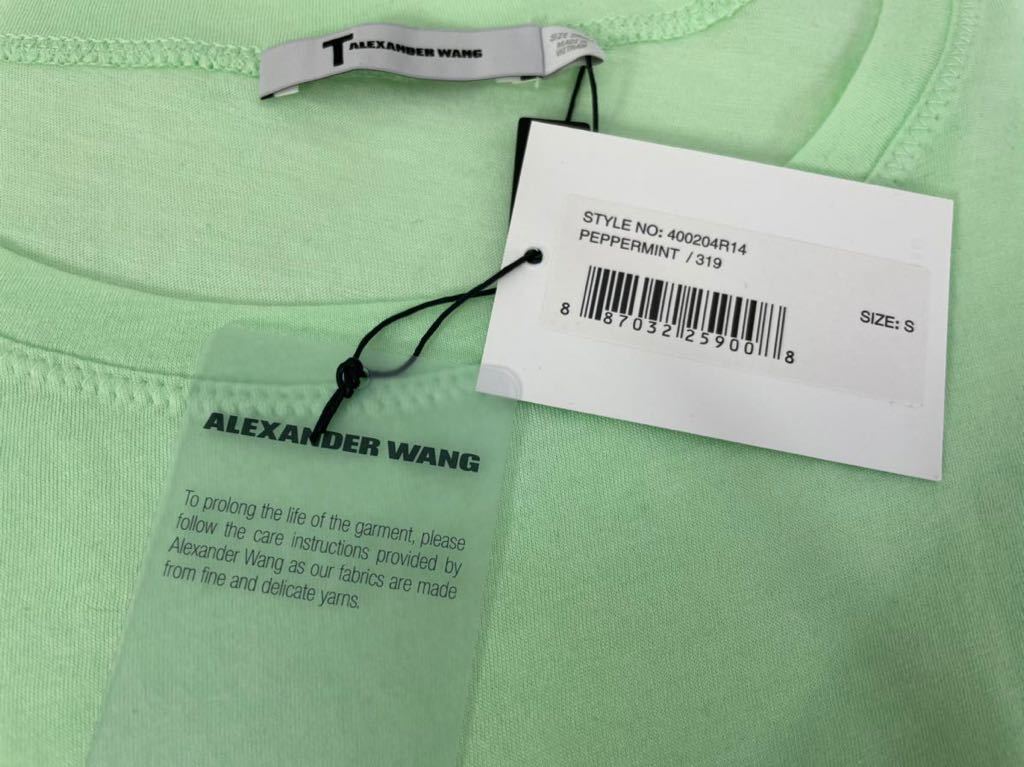 T ALEXANDER WANG
MADE IN
STYLE NO: 400204R14
PEPPERMINT / 319
8 87032 25900 8
SIZE: S
ALEXANDER WANG
To prolong the life of the garment, please
follow the care instructions provided by
Alexander Wang as our fabrics are made
from fine and delicate yarns.